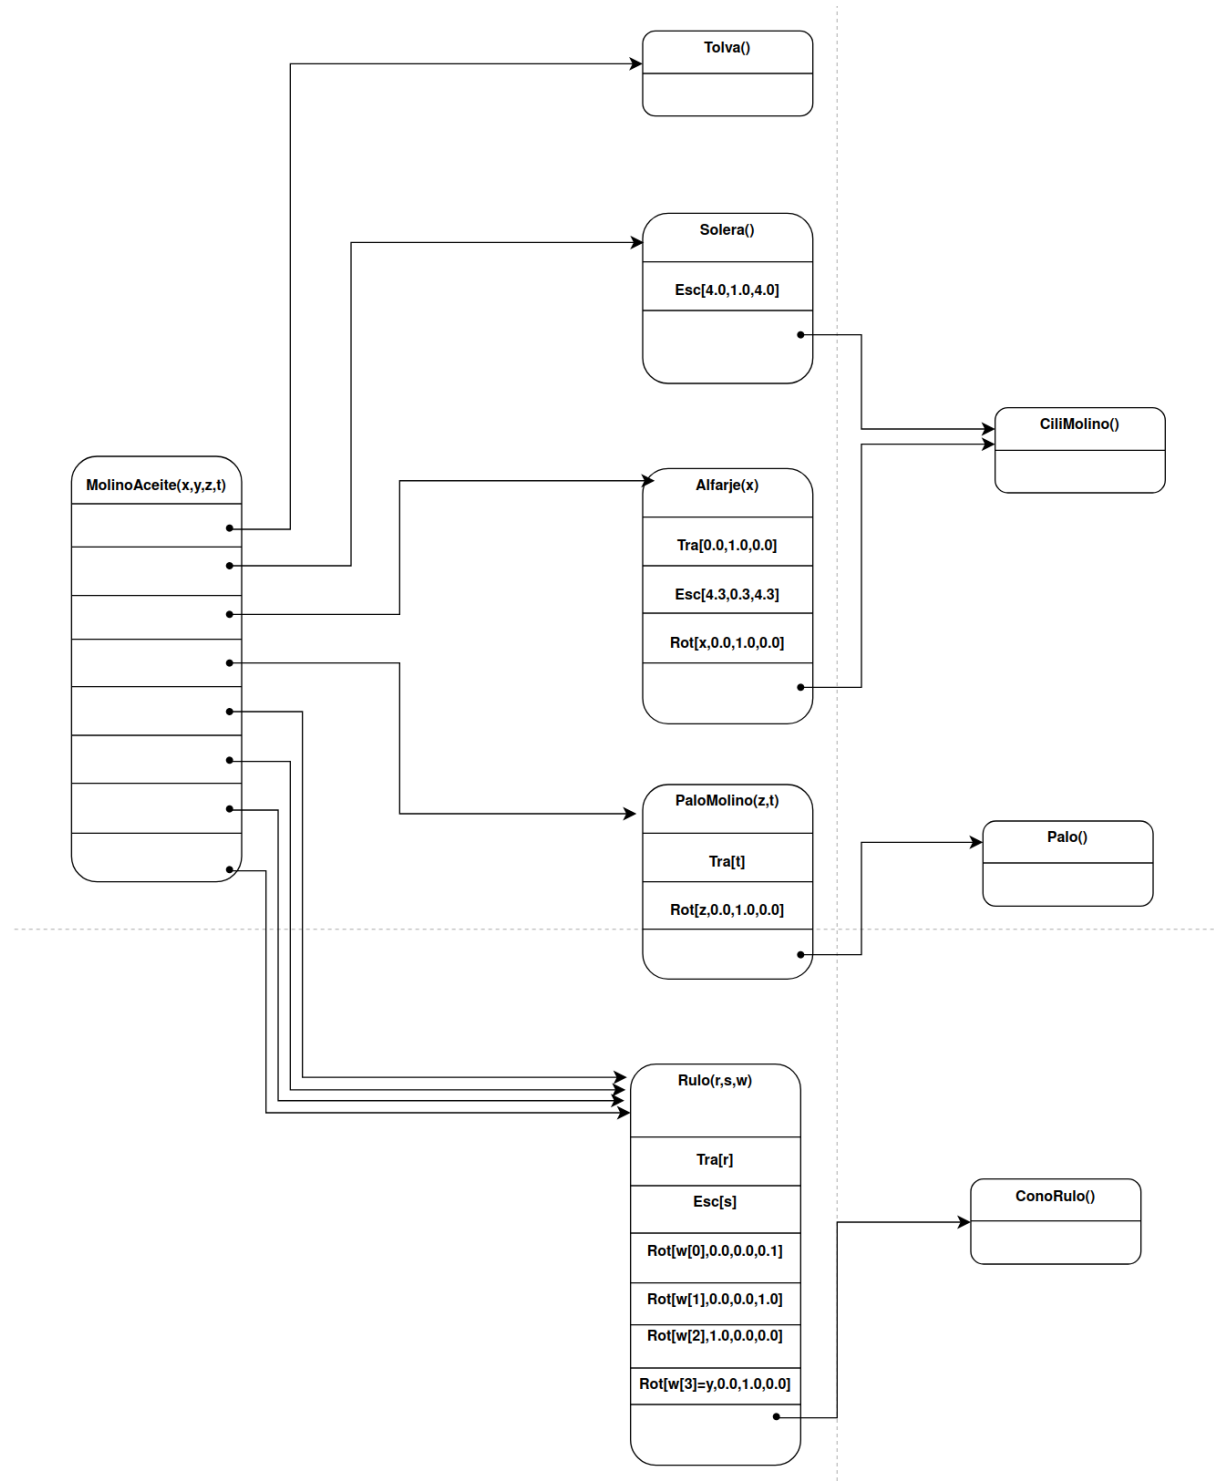 Tolva()
Solera()
Esc[4.0,1.0,4.0]
CiliMolino()
MolinoAceite(x,y,z,t)
Alfarje(x)
Tra[0.0,1.0,0.0]
Esc[4.3,0.3,4.3]
Rot[x,0.0,1.0,0.0]
PaloMolino(z,t)
Tra[t]
Rot[z,0.0,1.0,0.0]
Palo()
Rulo(r,s,w)
Tra[r]
Esc[s]
Rot[w[0],0.0,0.0,0.1]
Rot[w[1],0.0,0.0,1.0]
Rot[w[2],1.0,0.0,0.0]
Rot[w[3]=y,0.0,1.0,0.0]
ConoRulo()